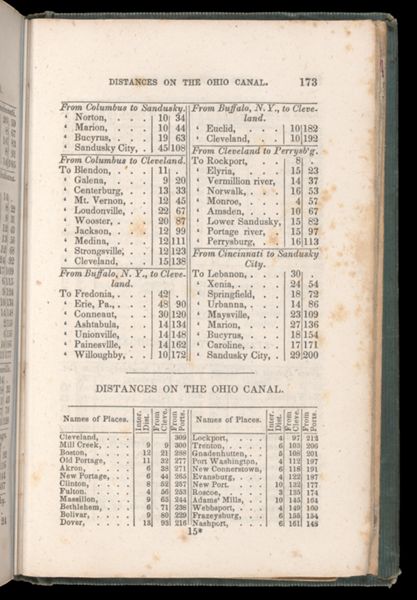 DISTANCES ON THE OHIO CANAL. 173
From Columbus to Sandusky.
" Norton, . . . . 10 34
" Marion, . . . . 10 44
" Bucyrus, . . . 19 63
" Sandusky City, . . 45 108
From Columbus to Cleveland.
To Blendon, . . . 11 .
" Galena, . . . . 9 20
" Centerburg, . . . 13 33
" Mt. Vernon, . . . 12 45
" Loudonville, . . . 22 67
" Wooster, . . . . 20 87
" Jackson, . . . . 12 99
" Medina, . . . . 12 111
" Strongsville, . . . 12 123
" Cleveland, . . . 15 138
From Buffalo, N. Y., to Cleve-
land.
To Fredonia, . . . . 42 .
" Erie, Pa., . . . 48 90
" Conneaut, . . . 30 120
" Ashtabula, . . . 14 134
" Unionville, . . . 14 148
" Painesville, . . . 14 162
" Willoughby, . . . 10 172
From Buffalo, N. Y., to Cleve-
land.
" Euclid, . . . . 10 182
" Cleveland, . . . 10 192
From Cleveland to Perrysb'g.
To Rockport, . . . 8 .
" Elyria, . . . . 15 23
" Vermillion river, . 14 37
" Norwalk, . . . . 16 53
" Monroe, . . . . 4 57
" Amsden, . . . . 10 67
" Lower Sandusky, . 15 82
" Portage river, . . 15 97
" Perrysburg, . . . 16 113
From Cincinnati to Sandusky
City.
To Lebanon, . . . 30 .
" Xenia, . . . . 24 54
" Springfield, . . . 18 72
" Urbanna, . . . 14 86
" Maysville, . . . 23 109
" Marion, . . . . 27 136
" Bucyrus, . . . . 18 154
" Caroline, . . . . 17 171
" Sandusky City, . . 29 200
DISTANCES ON THE OHIO CANAL.
Names of Places. Inter. Dist. From Cleve. From Ports.
Cleveland, 309
Mill Creek, . . . 9 9 300
Boston, . . . 12 21 288
Old Portage, . . . 11 32 277
Akron, . . . 6 38 271
New Portage, . . . 6 44 265
Clinton, . . . 8 52 257
Fulton, . . . 4 56 253
Massillon, . . . 9 65 244
Bethlehem, . . . 6 71 238
Bolivar, . . . 9 80 229
Dover, . . . 13 93 216
Names of Places. Inter. Dist. From Cleve. From Ports.
Lockport, . . . 4 97 212
Trenton, . . . 6 103 206
Gnadenhutten, . . 5 108 201
Port Washington, . 4 112 197
New Connerstown, . 6 118 191
Evansburg, . . . 4 122 187
New Port. . . . 10 132 177
Roscoe, . . . 3 135 174
Adams' Mills, . . 10 145 164
Webbsport, . . . 4 149 160
Frazeysburg, . . 6 155 154
Nashport, . . . 6 161 148
15*